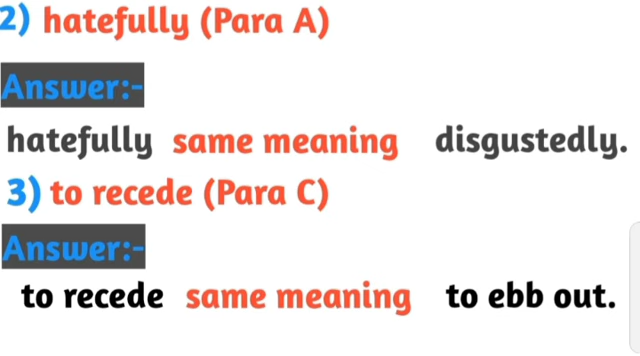 2) hatefully (Para A)
Answer:-
hatefully same meaning disgustedly.
3) to recede (Para C)
Answer:-
to recede same meaning to ebb out.